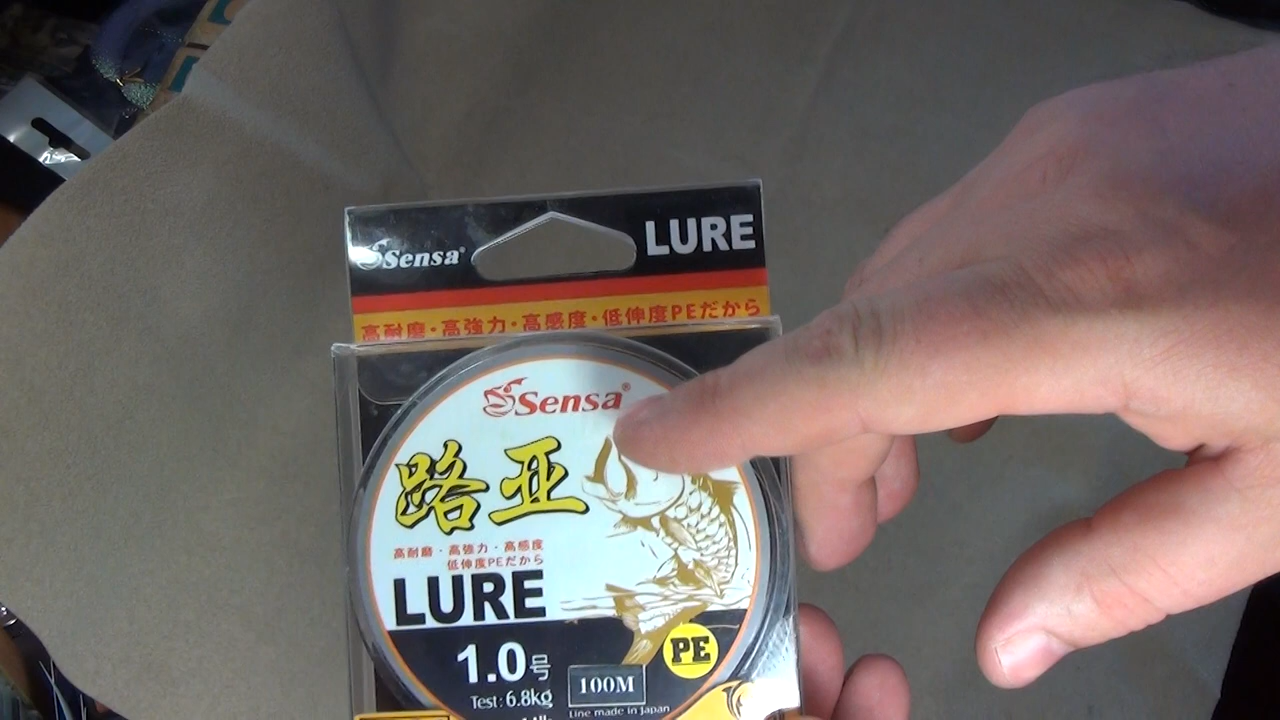 Sensa®
LURE
高耐磨・高強力・高感度・低伸度PEだから
Sensa®
路亚
高耐磨・高強力・高感度
低伸度PEだから
LURE
1.0号
PE
Test: 6.8kg
100M
Line made in Japan